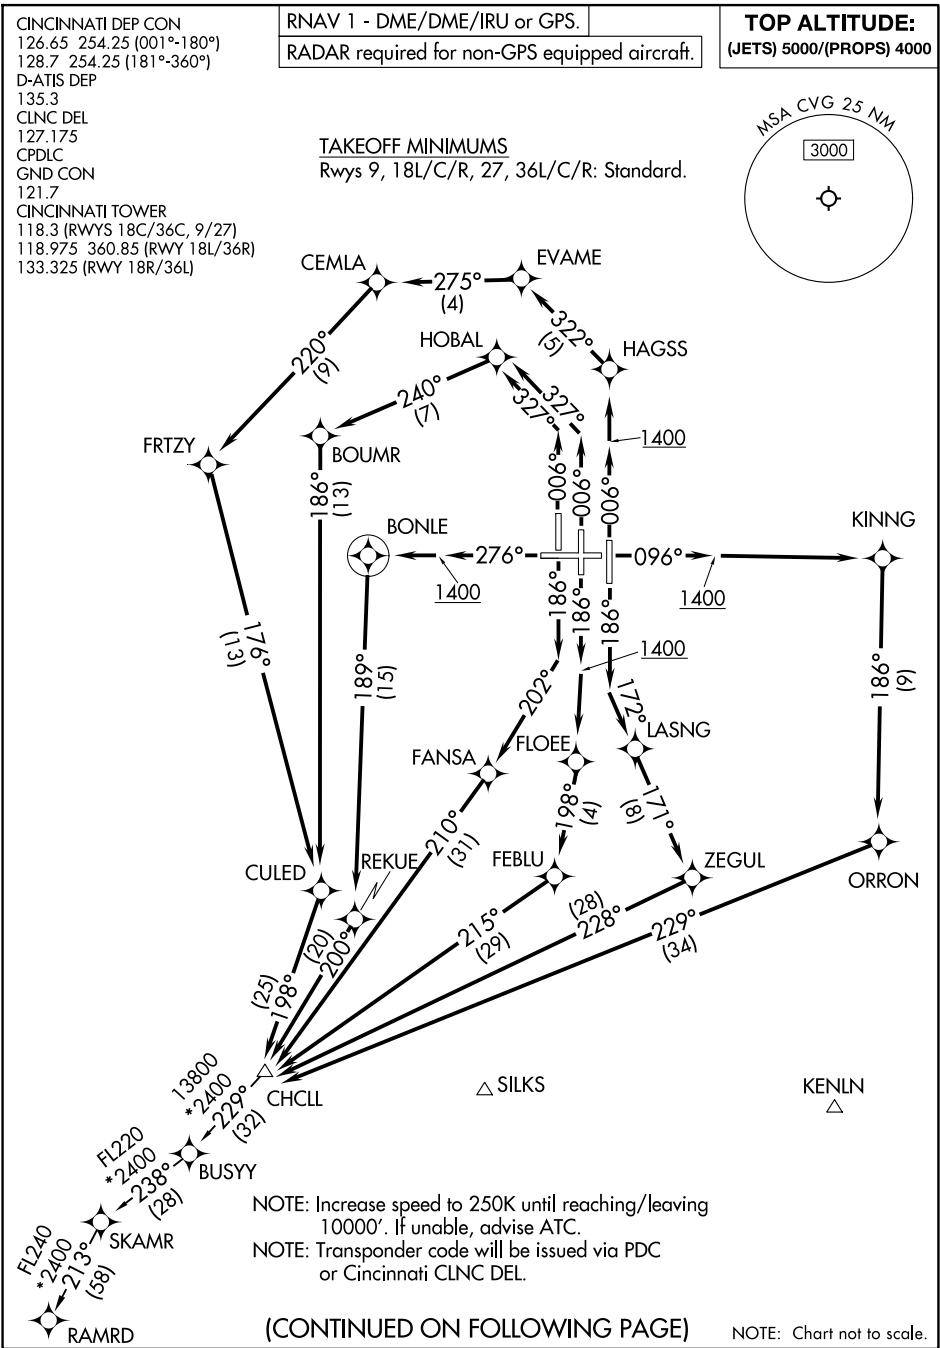 CINCINNATI DEP CON
126.65 254.25 (001°-180°)
128.7 254.25 (181°-360°)
D-ATIS DEP
135.3
CLNC DEL
127.175
CPDLC
GND CON
121.7
CINCINNATI TOWER
118.3 (RWYS 18C/36C, 9/27)
118.975 360.85 (RWY 18L/36R)
133.325 (RWY 18R/36L)
RNAV 1 - DME/DME/IRU or GPS.
RADAR required for non-GPS equipped aircraft.
TOP ALTITUDE:
(JETS) 5000/(PROPS) 4000
MSA CVG 25 NM
3000
TAKEOFF MINIMUMS
Rwys 9, 18L/C/R, 27, 36L/C/R: Standard.
CEMLA
275°
(4)
EVAME
322°
(5)
HAGSS
HOBAL
220°
(9)
240°
(7)
327°
327°
1400
FRTZY
BOUMR
186°
(13)
006°
006°
006°
BONLE
KINNG
276°
096°
1400
1400
186°
186°
186°
1400
176°
(13)
189°
(15)
202°
172°
186°
(9)
FANSA
FLOEE
LASNG
210°
(31)
198°
(4)
171°
(8)
CULED
REKUE
FEBLU
ZEGUL
ORRON
(20)
200°
215°
(29)
(28)
228°
229°
(34)
(25)
198°
CHCLL
SILKS
KENLN
13800
*2400
229°
(32)
BUSYY
FL220
*2400
238°
(28)
SKAMR
FL240
*2400
213°
(58)
RAMRD
NOTE: Increase speed to 250K until reaching/leaving
10000'. If unable, advise ATC.
NOTE: Transponder code will be issued via PDC
or Cincinnati CLNC DEL.
(CONTINUED ON FOLLOWING PAGE)
NOTE: Chart not to scale.